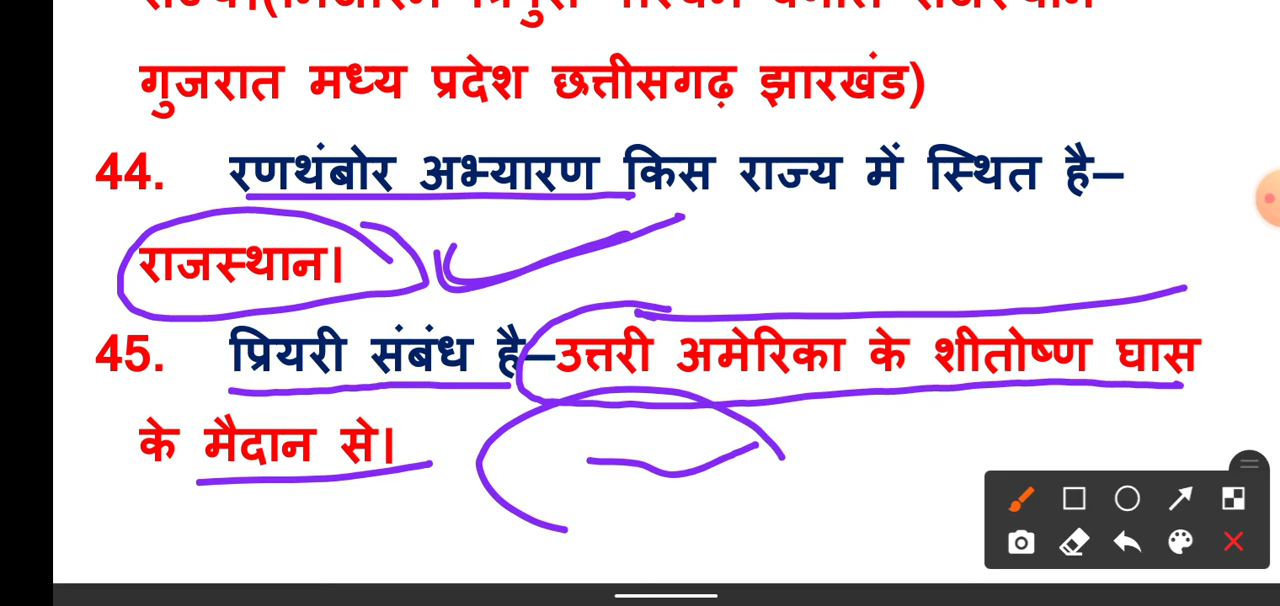 गुजरात मध्य प्रदेश छत्तीसगढ़ झारखंड)
44. रणथंबोर अभ्यारण किस राज्य में स्थित है–
राजस्थान।
45. प्रियरी संबंध है–उत्तरी अमेरिका के शीतोष्ण घास
के मैदान से।